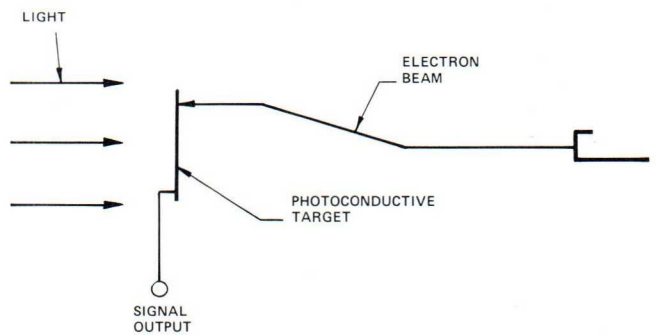 LIGHT
ELECTRON
BEAM
PHOTOCONDUCTIVE
TARGET
SIGNAL
OUTPUT